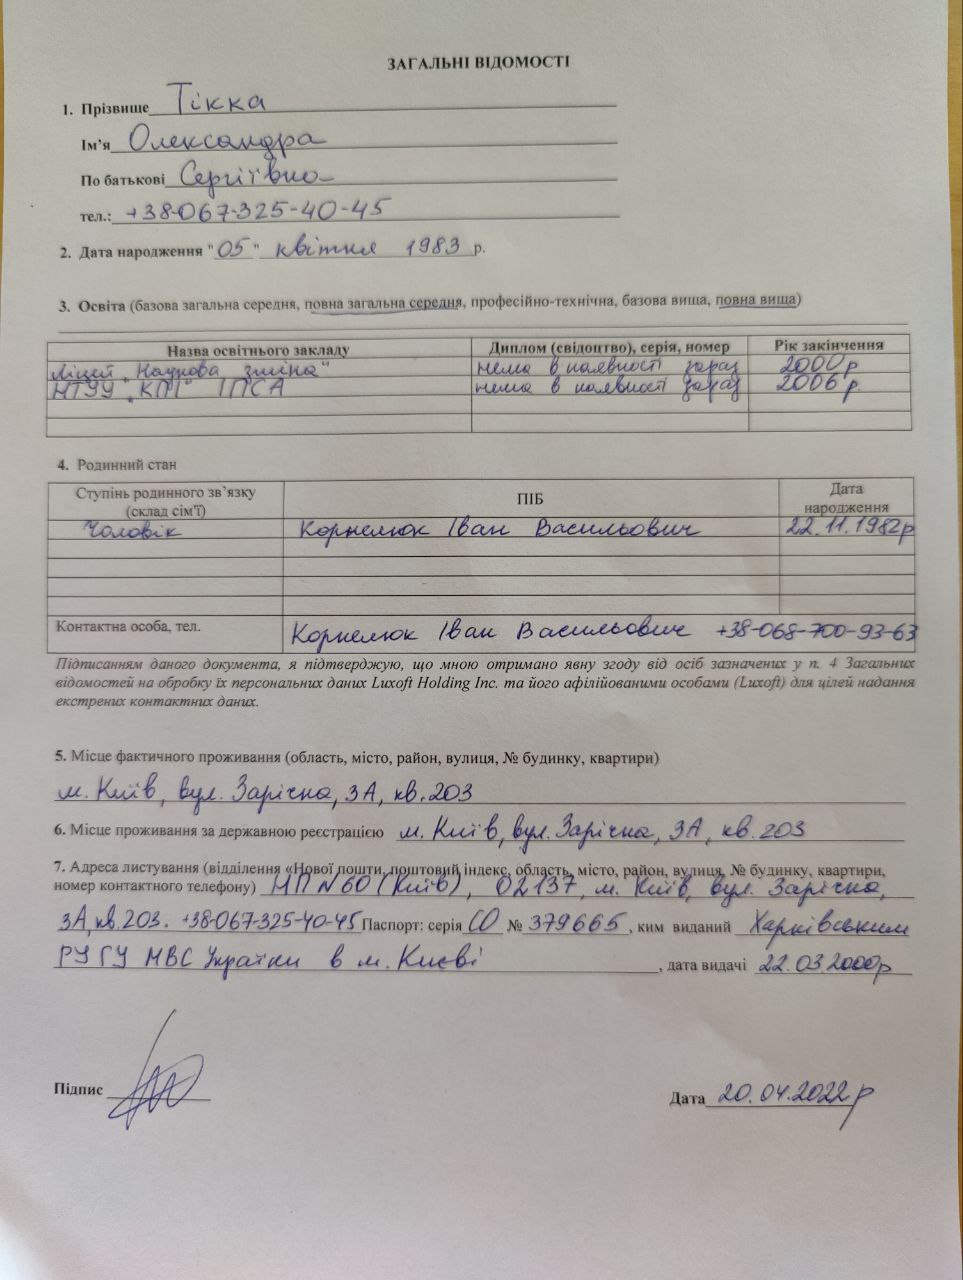 ЗАГАЛЬНІ ВІДОМОСТІ
1. Прізвище Тікка
Ім’я Олександра
По батькові Сергіївна
тел.: +38-067-325-40-45
2. Дата народження "05" квітня 1983 р.
3. Освіта (базова загальна середня, повна загальна середня, професійно-технічна, базова вища, повна вища)
Назва освітнього закладу Диплом (свідоцтво), серія, номер Рік закінчення
Ліцей „Наукова зміна" нема в наявності зараз 2000р
НТУУ „КПІ" ІПСА нема в наявності зараз 2006р.
4. Родинний стан
Ступінь родинного зв’язку (склад сім'ї) ПІБ Дата народження
Чоловік Корнелюк Іван Васильович 22.11.1982р
Контактна особа, тел. Корнелюк Іван Васильович +38-068-700-93-63
Підписанням даного документа, я підтверджую, що мною отримано явну згоду від осіб зазначених у п. 4 Загальних
відомостей на обробку їх персональних даних Luxoft Holding Inc. та його афілійованими особами (Luxoft) для цілей надання
екстрених контактних даних.
5. Місце фактичного проживання (область, місто, район, вулиця, № будинку, квартири)
м. Київ, вул. Зарічна, 3А, кв. 203
6. Місце проживання за державною реєстрацією м. Київ, вул. Зарічна, 3А, кв. 203
7. Адреса листування (відділення «Нової пошти, поштовий індекс, область, місто, район, вулиця, № будинку, квартири,
номер контактного телефону) НП №60 (Київ), 02137, м. Київ, вул. Зарічна,
3А, кв. 203. +38-067-325-40-45 Паспорт: серія СО № 379665, ким виданий Харківським
РУ ГУ МВС України в м. Києві, дата видачі 22.03.2000р
Підпис Дата 20.04.2022р